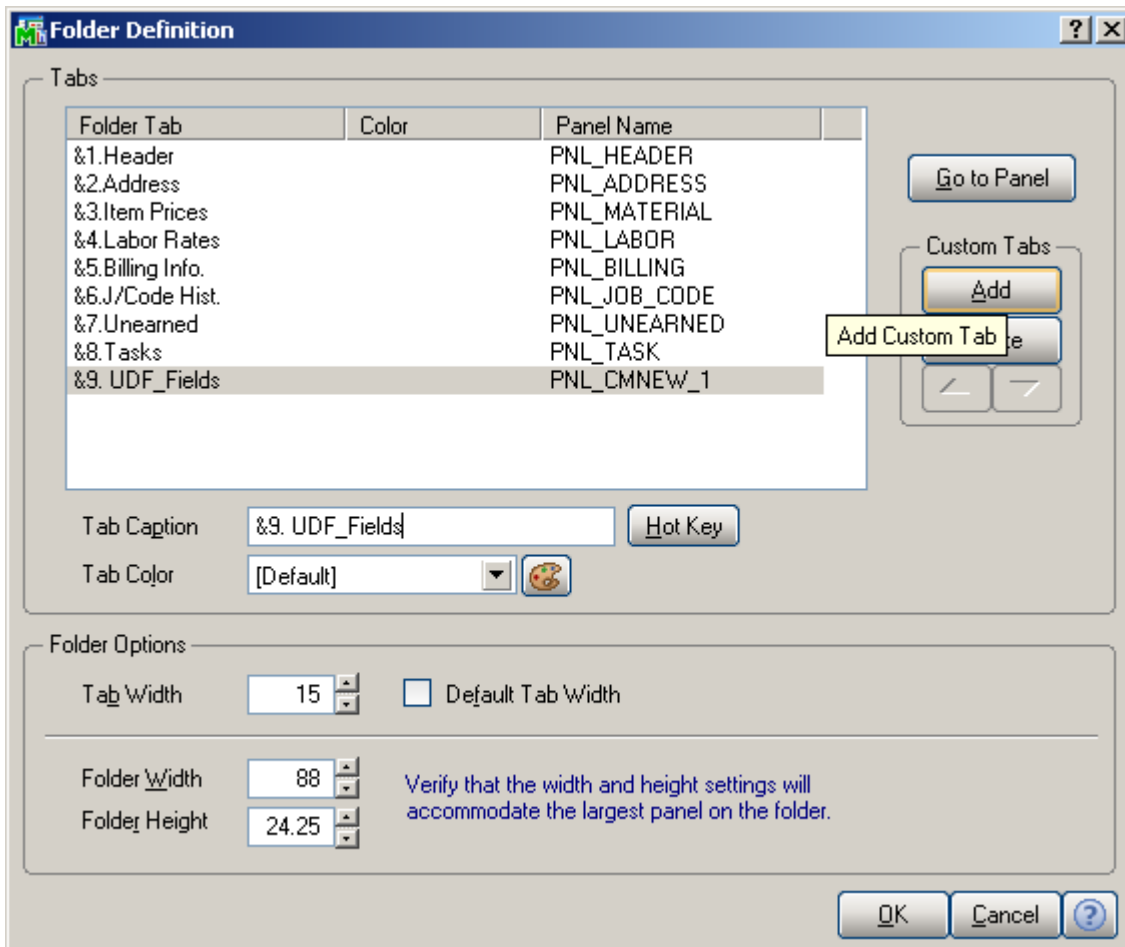 Folder Definition
Tabs
Folder Tab Color Panel Name
&1.Header PNL_HEADER
&2.Address PNL_ADDRESS
&3.Item Prices PNL_MATERIAL
&4.Labor Rates PNL_LABOR
&5.Billing Info. PNL_BILLING
&6.J/Code Hist. PNL_JOB_CODE
&7.Unearned PNL_UNEARNED
&8.Tasks PNL_TASK
&9. UDF_Fields PNL_CMNEW_1
Go to Panel
Custom Tabs
Add
Add Custom Tab
Tab Caption &9. UDF_Fields Hot Key
Tab Color [Default]
Folder Options
Tab Width 15 Default Tab Width
Folder Width 88
Folder Height 24.25
Verify that the width and height settings will
accommodate the largest panel on the folder.
OK Cancel ?